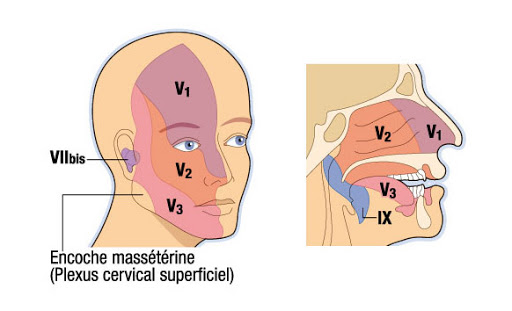 V1
V2
V3
VIIbis
Encoche massétérine
(Plexus cervical superficiel)
V2
V1
V3
IX